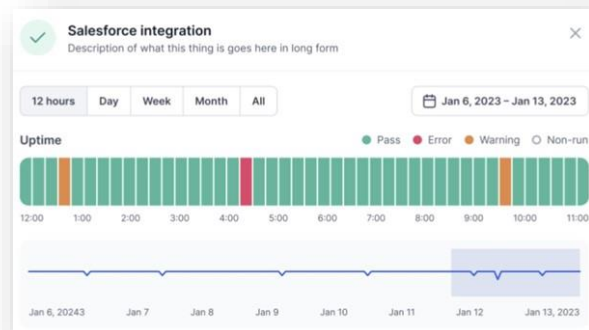 Salesforce integration
Description of what this thing is goes here in long form
12 hours Day Week Month All Jan 6, 2023 – Jan 13, 2023
Uptime Pass Error Warning Non-run
12:00 1:00 2:00 3:00 4:00 5:00 6:00 7:00 8:00 9:00 10:00 11:00
Jan 6, 20243 Jan 7 Jan 8 Jan 9 Jan 10 Jan 11 Jan 12 Jan 13, 2023